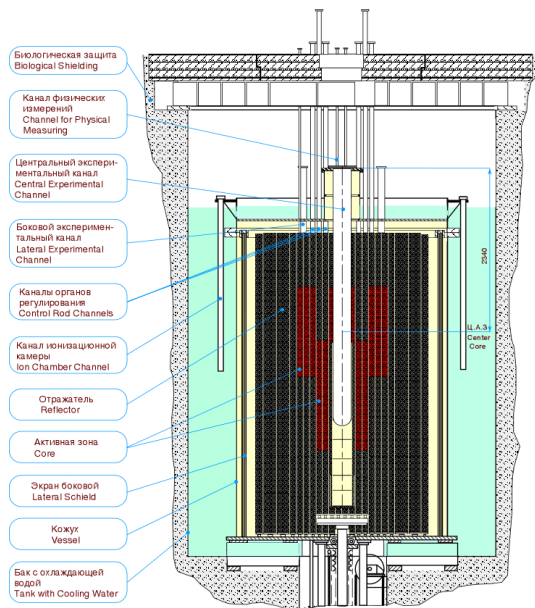 Биологическая защита
Biological Shielding
Канал физических
измерений
Channel for Physical
Measuring
Центральный экспери-
ментальный канал
Central Experimental
Channel
Боковой эксперимен-
тальный канал
Lateral Experimental
Channel
Каналы органов
регулирования
Control Rod Channels
Канал ионизационной
камеры
Ion Chamber Channel
Отражатель
Reflector
Активная зона
Core
Экран боковой
Lateral Schield
Кожух
Vessel
Бак с охлаждающей
водой
Tank with Cooling Water
2340
Ц.А.З
Center
Core